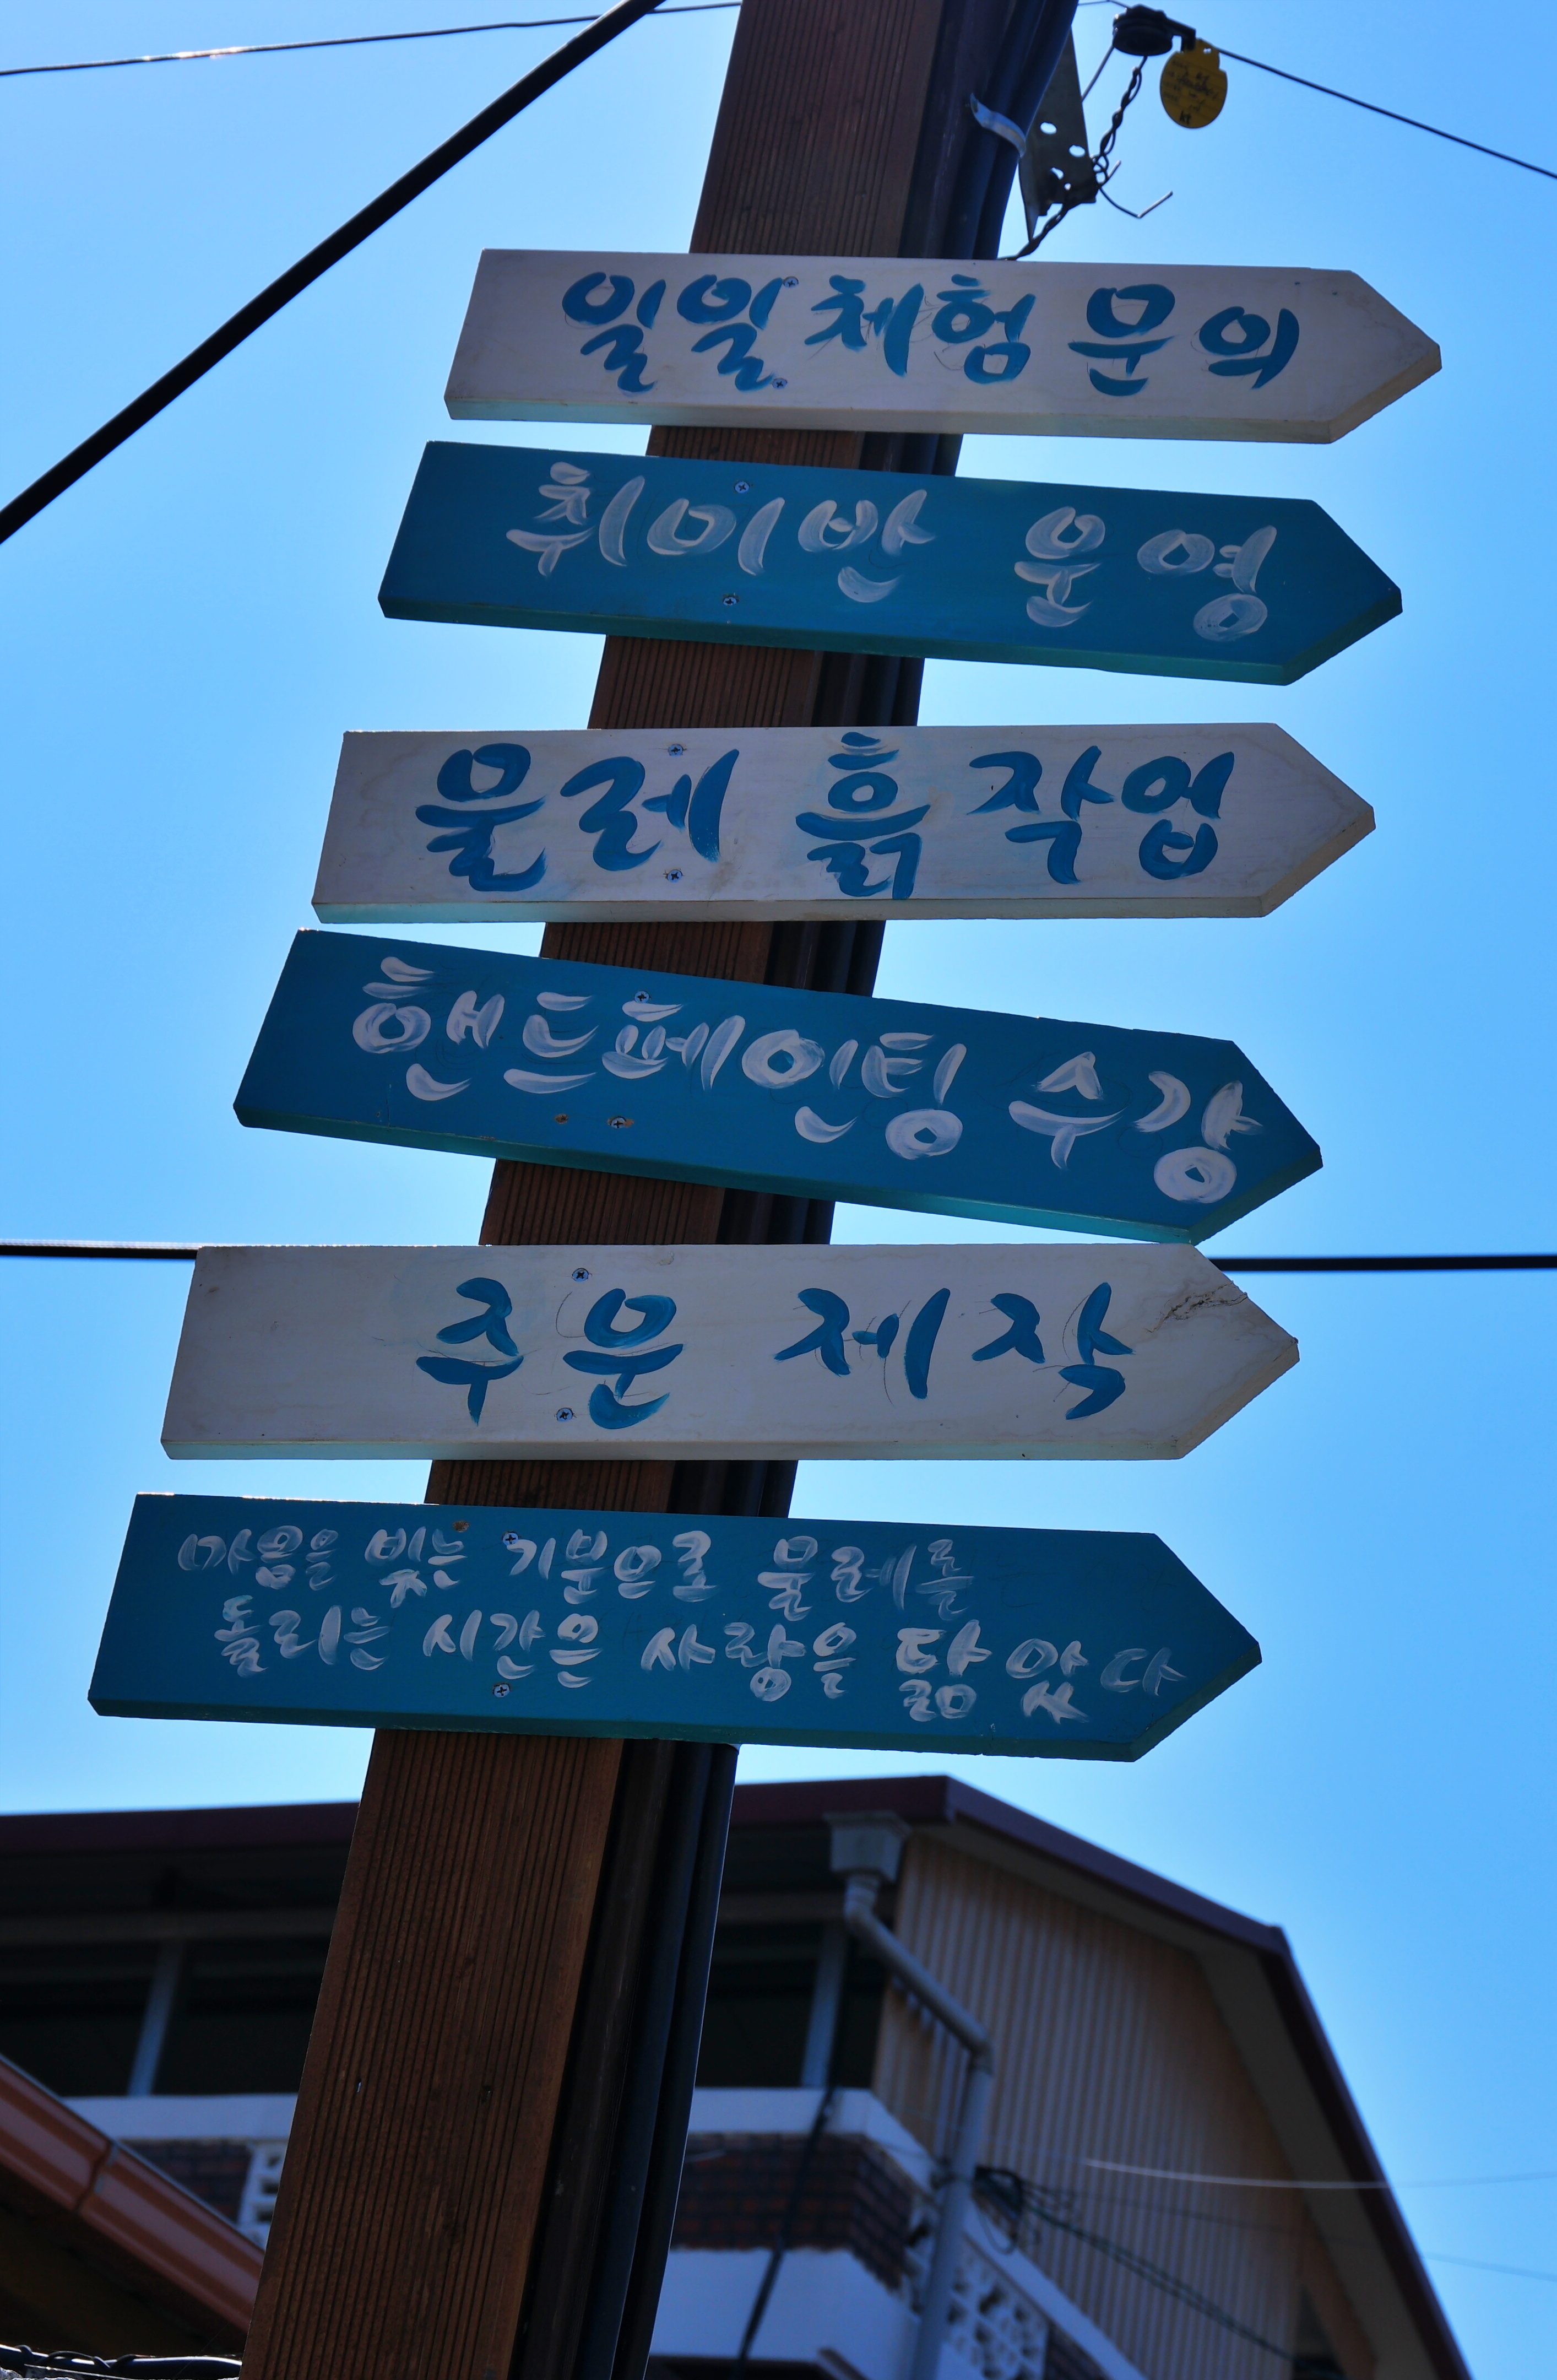 일일체험문의
취미반 운영
물레 흙작업
핸드페인팅 수강
주운 제작
마음을 빚는 기분으로 물레를
돌리는 시간은 사랑을 닮았다
kt